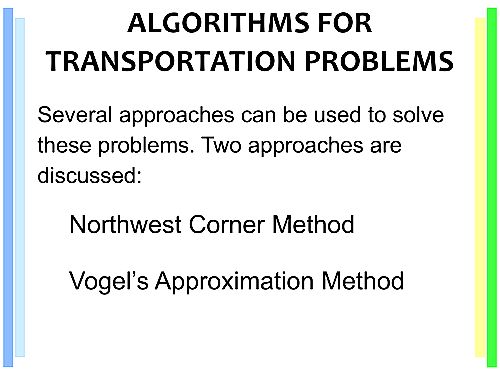 ALGORITHMS FOR
TRANSPORTATION PROBLEMS
Several approaches can be used to solve
these problems. Two approaches are
discussed:
Northwest Corner Method
Vogel’s Approximation Method